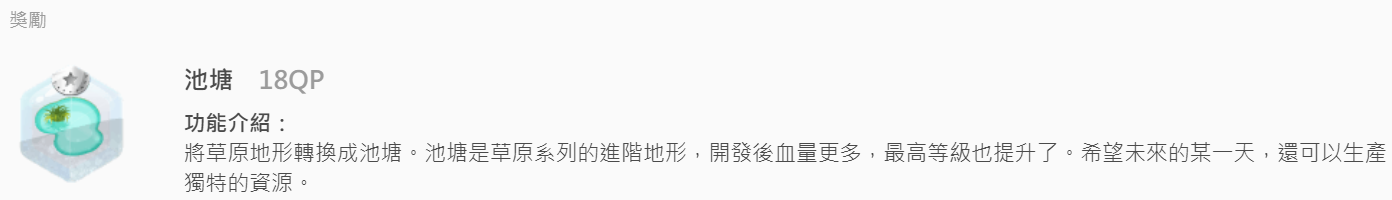 獎勵
池塘 18QP
功能介紹：
將草原地形轉換成池塘。池塘是草原系列的進階地形，開發後血量更多，最高等級也提升了。希望未來的某一天，還可以生產
獨特的資源。